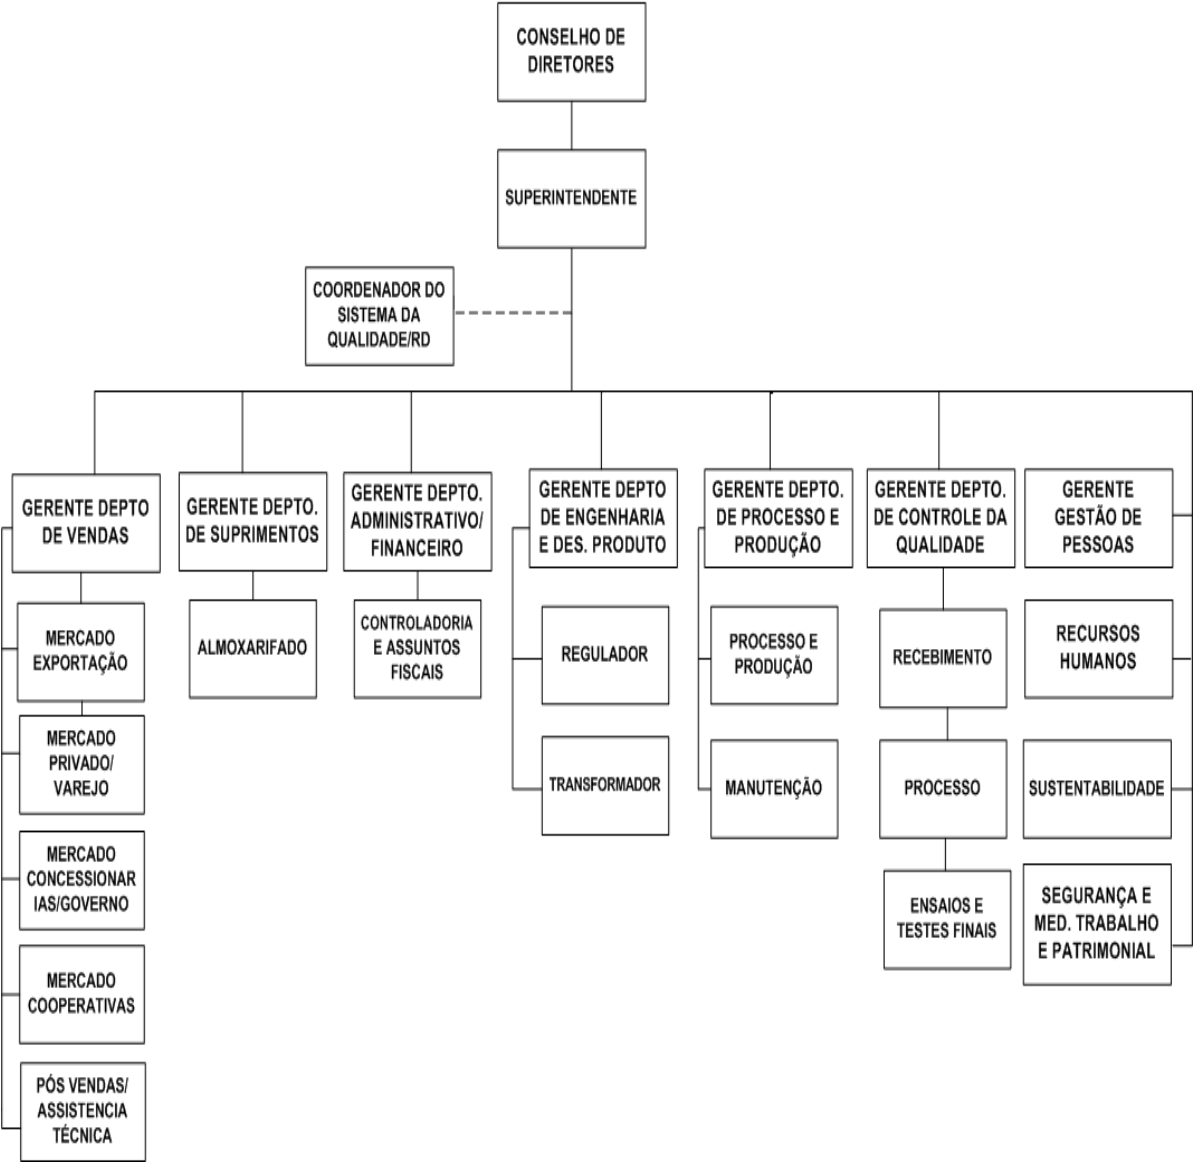 CONSELHO DE
DIRETORES
SUPERINTENDENTE
COORDENADOR DO
SISTEMA DA
QUALIDADE/RD
GERENTE DEPTO
DE VENDAS
GERENTE DEPTO.
DE SUPRIMENTOS
GERENTE DEPTO.
ADMINISTRATIVO/
FINANCEIRO
GERENTE DEPTO
DE ENGENHARIA
E DES. PRODUTO
GERENTE DEPTO.
DE PROCESSO E
PRODUÇÃO
GERENTE DEPTO.
DE CONTROLE DA
QUALIDADE
GERENTE
GESTÃO DE
PESSOAS
MERCADO
EXPORTAÇÃO
ALMOXARIFADO
CONTROLADORIA
E ASSUNTOS
FISCAIS
REGULADOR
PROCESSO E
PRODUÇÃO
RECEBIMENTO
RECURSOS
HUMANOS
MERCADO
PRIVADO/
VAREJO
TRANSFORMADOR
MANUTENÇÃO
PROCESSO
SUSTENTABILIDADE
MERCADO
CONCESSIONAR
IAS/GOVERNO
ENSAIOS E
TESTES FINAIS
SEGURANÇA E
MED. TRABALHO
E PATRIMONIAL
MERCADO
COOPERATIVAS
PÓS VENDAS/
ASSISTENCIA
TÉCNICA